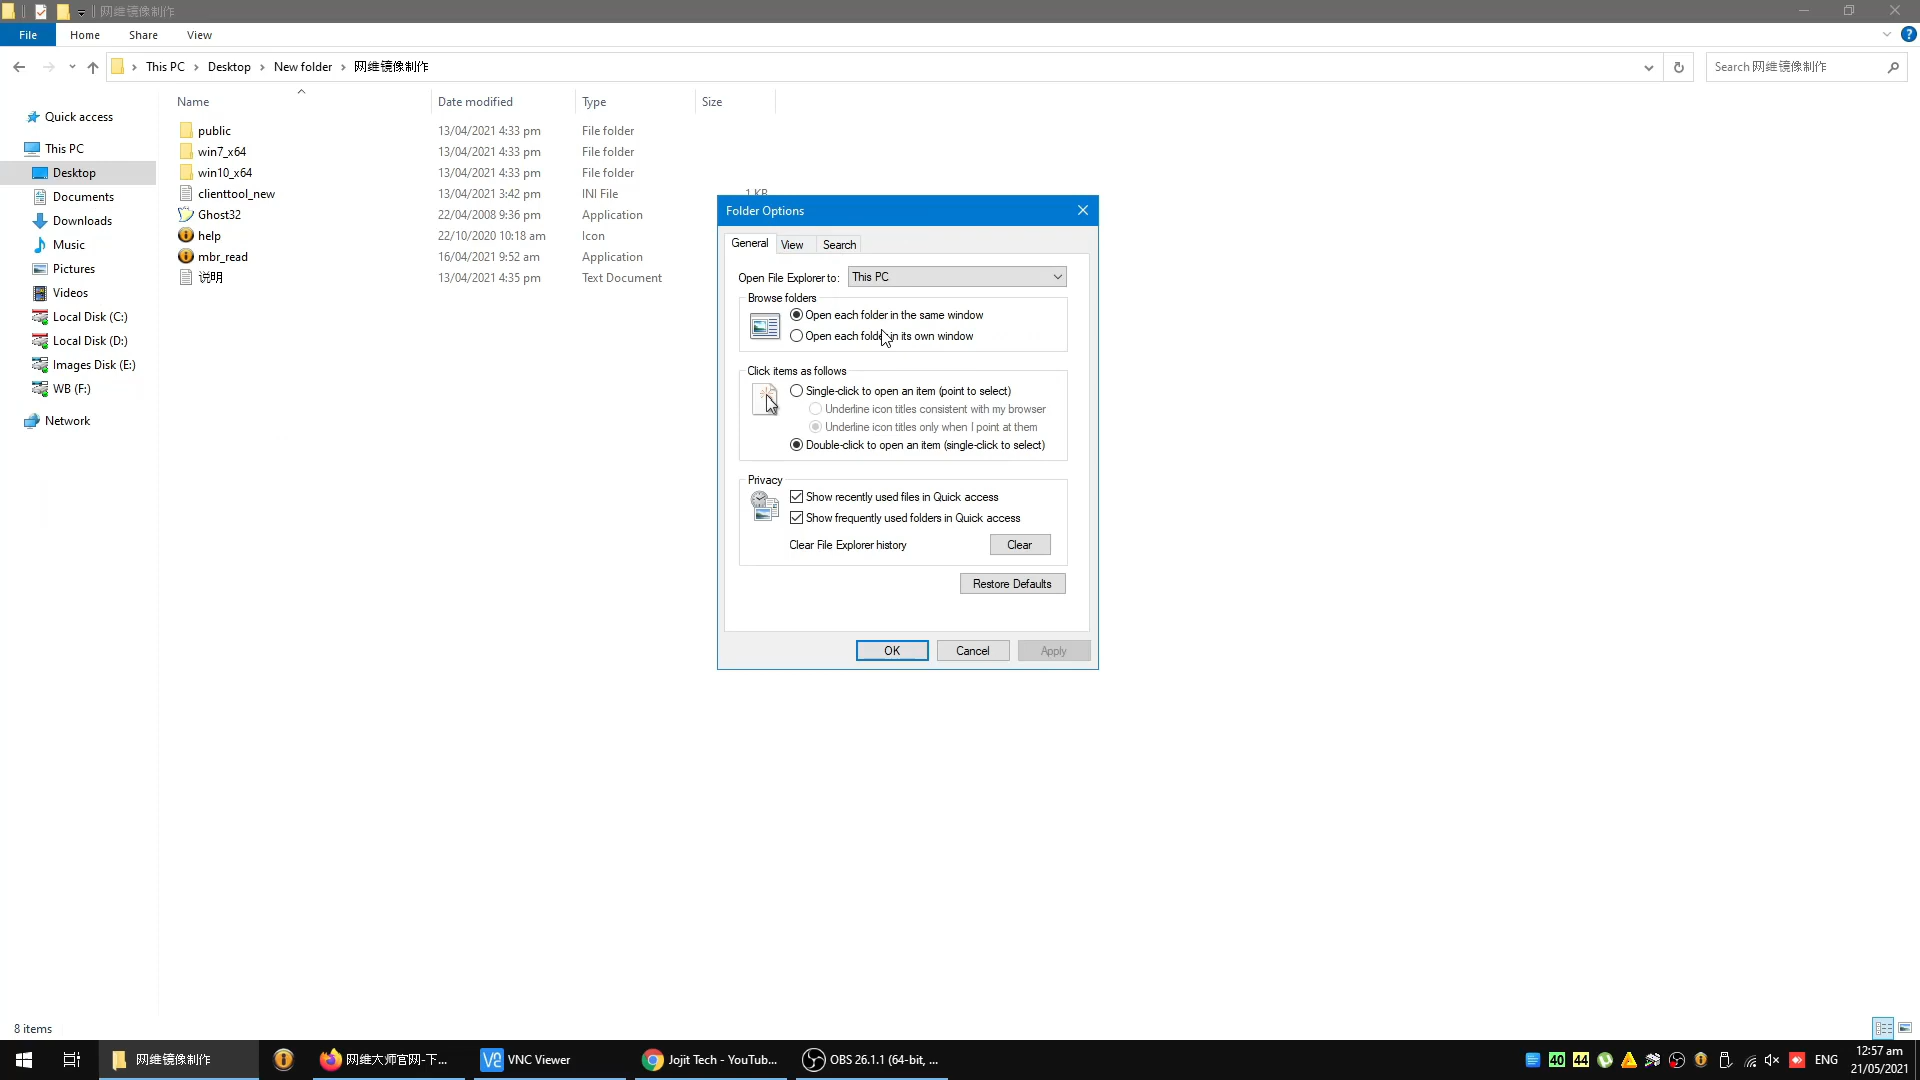 网维镜像制作
File Home Share View
This PC Desktop New folder 网维镜像制作
Search 网维镜像制作
Name Date modified Type Size
Quick access
This PC
Desktop
Documents
Downloads
Music
Pictures
Videos
Local Disk (C:)
Local Disk (D:)
Images Disk (E:)
WB (F:)
Network
public 13/04/2021 4:33 pm File folder
win7_x64 13/04/2021 4:33 pm File folder
win10_x64 13/04/2021 4:33 pm File folder
clienttool_new 13/04/2021 3:42 pm INI File 1 KB
Ghost32 22/04/2008 9:36 pm Application
help 22/10/2020 10:18 am Icon
mbr_read 16/04/2021 9:52 am Application
说明 13/04/2021 4:35 pm Text Document
Folder Options
General View Search
Open File Explorer to: This PC
Browse folders
Open each folder in the same window
Open each folder in its own window
Click items as follows
Single-click to open an item (point to select)
Underline icon titles consistent with my browser
Underline icon titles only when I point at them
Double-click to open an item (single-click to select)
Privacy
Show recently used files in Quick access
Show frequently used folders in Quick access
Clear File Explorer history Clear
Restore Defaults
OK Cancel Apply
8 items
网维镜像制作 网维大师官网-下... VNC Viewer Jojit Tech - YouTub... OBS 26.1.1 (64-bit, ... 40 44 ENG 12:57 am
21/05/2021